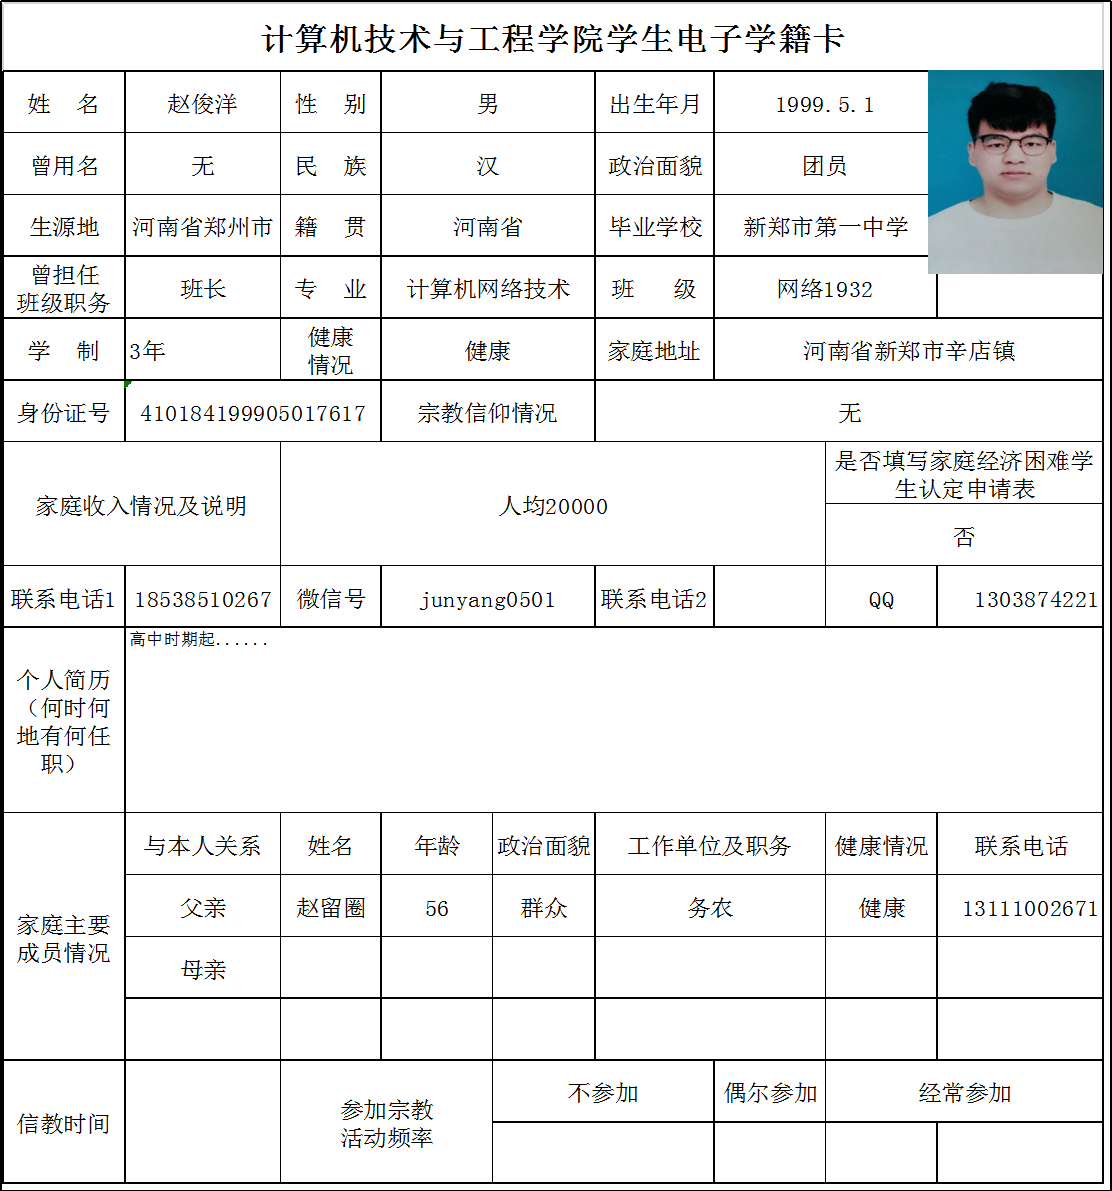 计算机技术与工程学院学生电子学籍卡
姓 名 赵俊洋 性 别 男 出生年月 1999.5.1
曾用名 无 民 族 汉 政治面貌 团员
生源地 河南省郑州市 籍 贯 河南省 毕业学校 新郑市第一中学
曾担任
班级职务 班长 专 业 计算机网络技术 班 级 网络1932
学 制 3年 健康
情况 健康 家庭地址 河南省新郑市辛店镇
身份证号 410184199905017617 宗教信仰情况 无
家庭收入情况及说明 人均20000 是否填写家庭经济困难学
生认定申请表
否
联系电话1 18538510267 微信号 junyang0501 联系电话2 QQ 1303874221
个人简历
（何时何
地有何任
职） 高中时期起......
家庭主要
成员情况
与本人关系 姓名 年龄 政治面貌 工作单位及职务 健康情况 联系电话
父亲 赵留圈 56 群众 务农 健康 13111002671
母亲
信教时间 参加宗教
活动频率 不参加 偶尔参加 经常参加